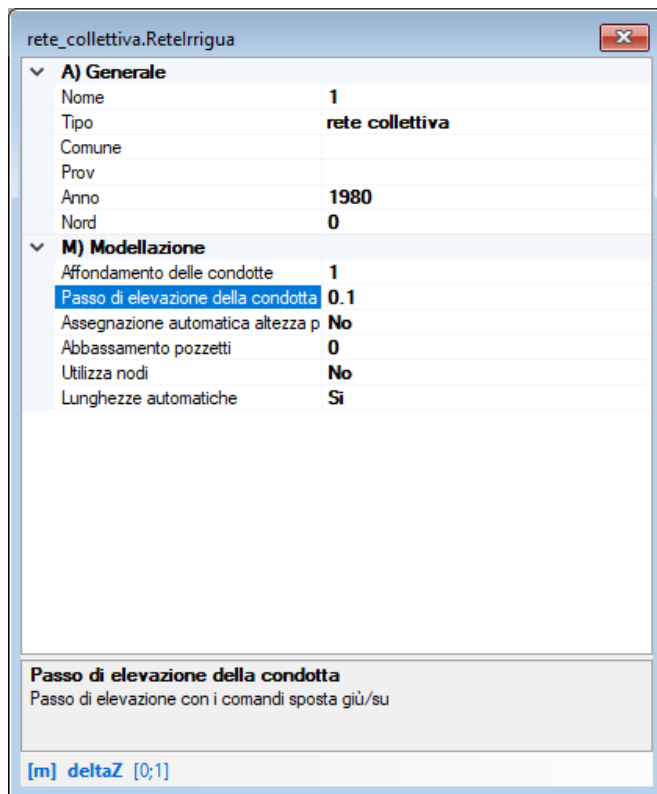 rete_collettiva.ReteIrrigua
A) Generale
Nome 1
Tipo rete collettiva
Comune
Prov
Anno 1980
Nord 0
M) Modellazione
Affondamento delle condotte 1
Passo di elevazione della condotta 0.1
Assegnazione automatica altezza p No
Abbassamento pozzetti 0
Utilizza nodi No
Lunghezze automatiche Si
Passo di elevazione della condotta
Passo di elevazione con i comandi sposta giù/su
[m] deltaZ [0;1]